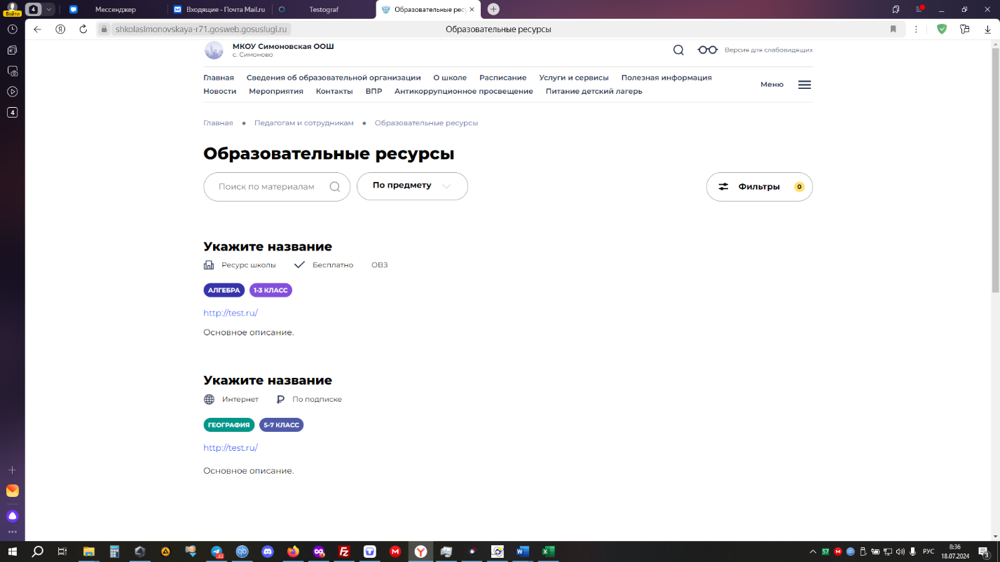 Войти
4
Мессенджер
Входящие - Почта Mail.ru
Testograf
Образовательные рес
shkolasimonovskaya-r71.gosweb.gosuslugi.ru
Образовательные ресурсы
4
МКОУ Симоновская ООШ
с. Симоново
Версия для слабовидящих
Главная Сведения об образовательной организации О школе Расписание Услуги и сервисы Полезная информация
Новости Мероприятия Контакты ВПР Антикоррупционное просвещение Питание детский лагерь
Меню
Главная • Педагогам и сотрудникам • Образовательные ресурсы
Образовательные ресурсы
Поиск по материалам
По предмету
Фильтры 0
Укажите название
Ресурс школы Бесплатно ОВЗ
АЛГЕБРА 1-3 КЛАСС
http://test.ru/
Основное описание.
Укажите название
Интернет По подписке
ГЕОГРАФИЯ 5-7 КЛАСС
http://test.ru/
Основное описание.
57
РУС
8:36
18.07.2024
3